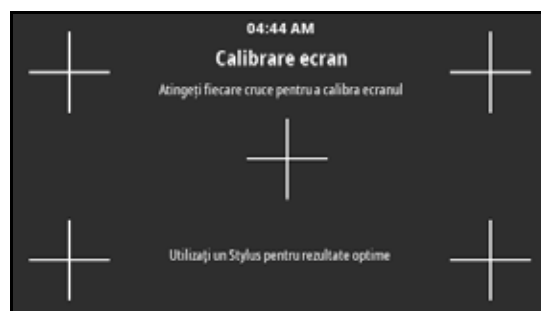 04:44 AM
Calibrare ecran
Atingeți fiecare cruce pentru a calibra ecranul
Utilizați un Stylus pentru rezultate optime